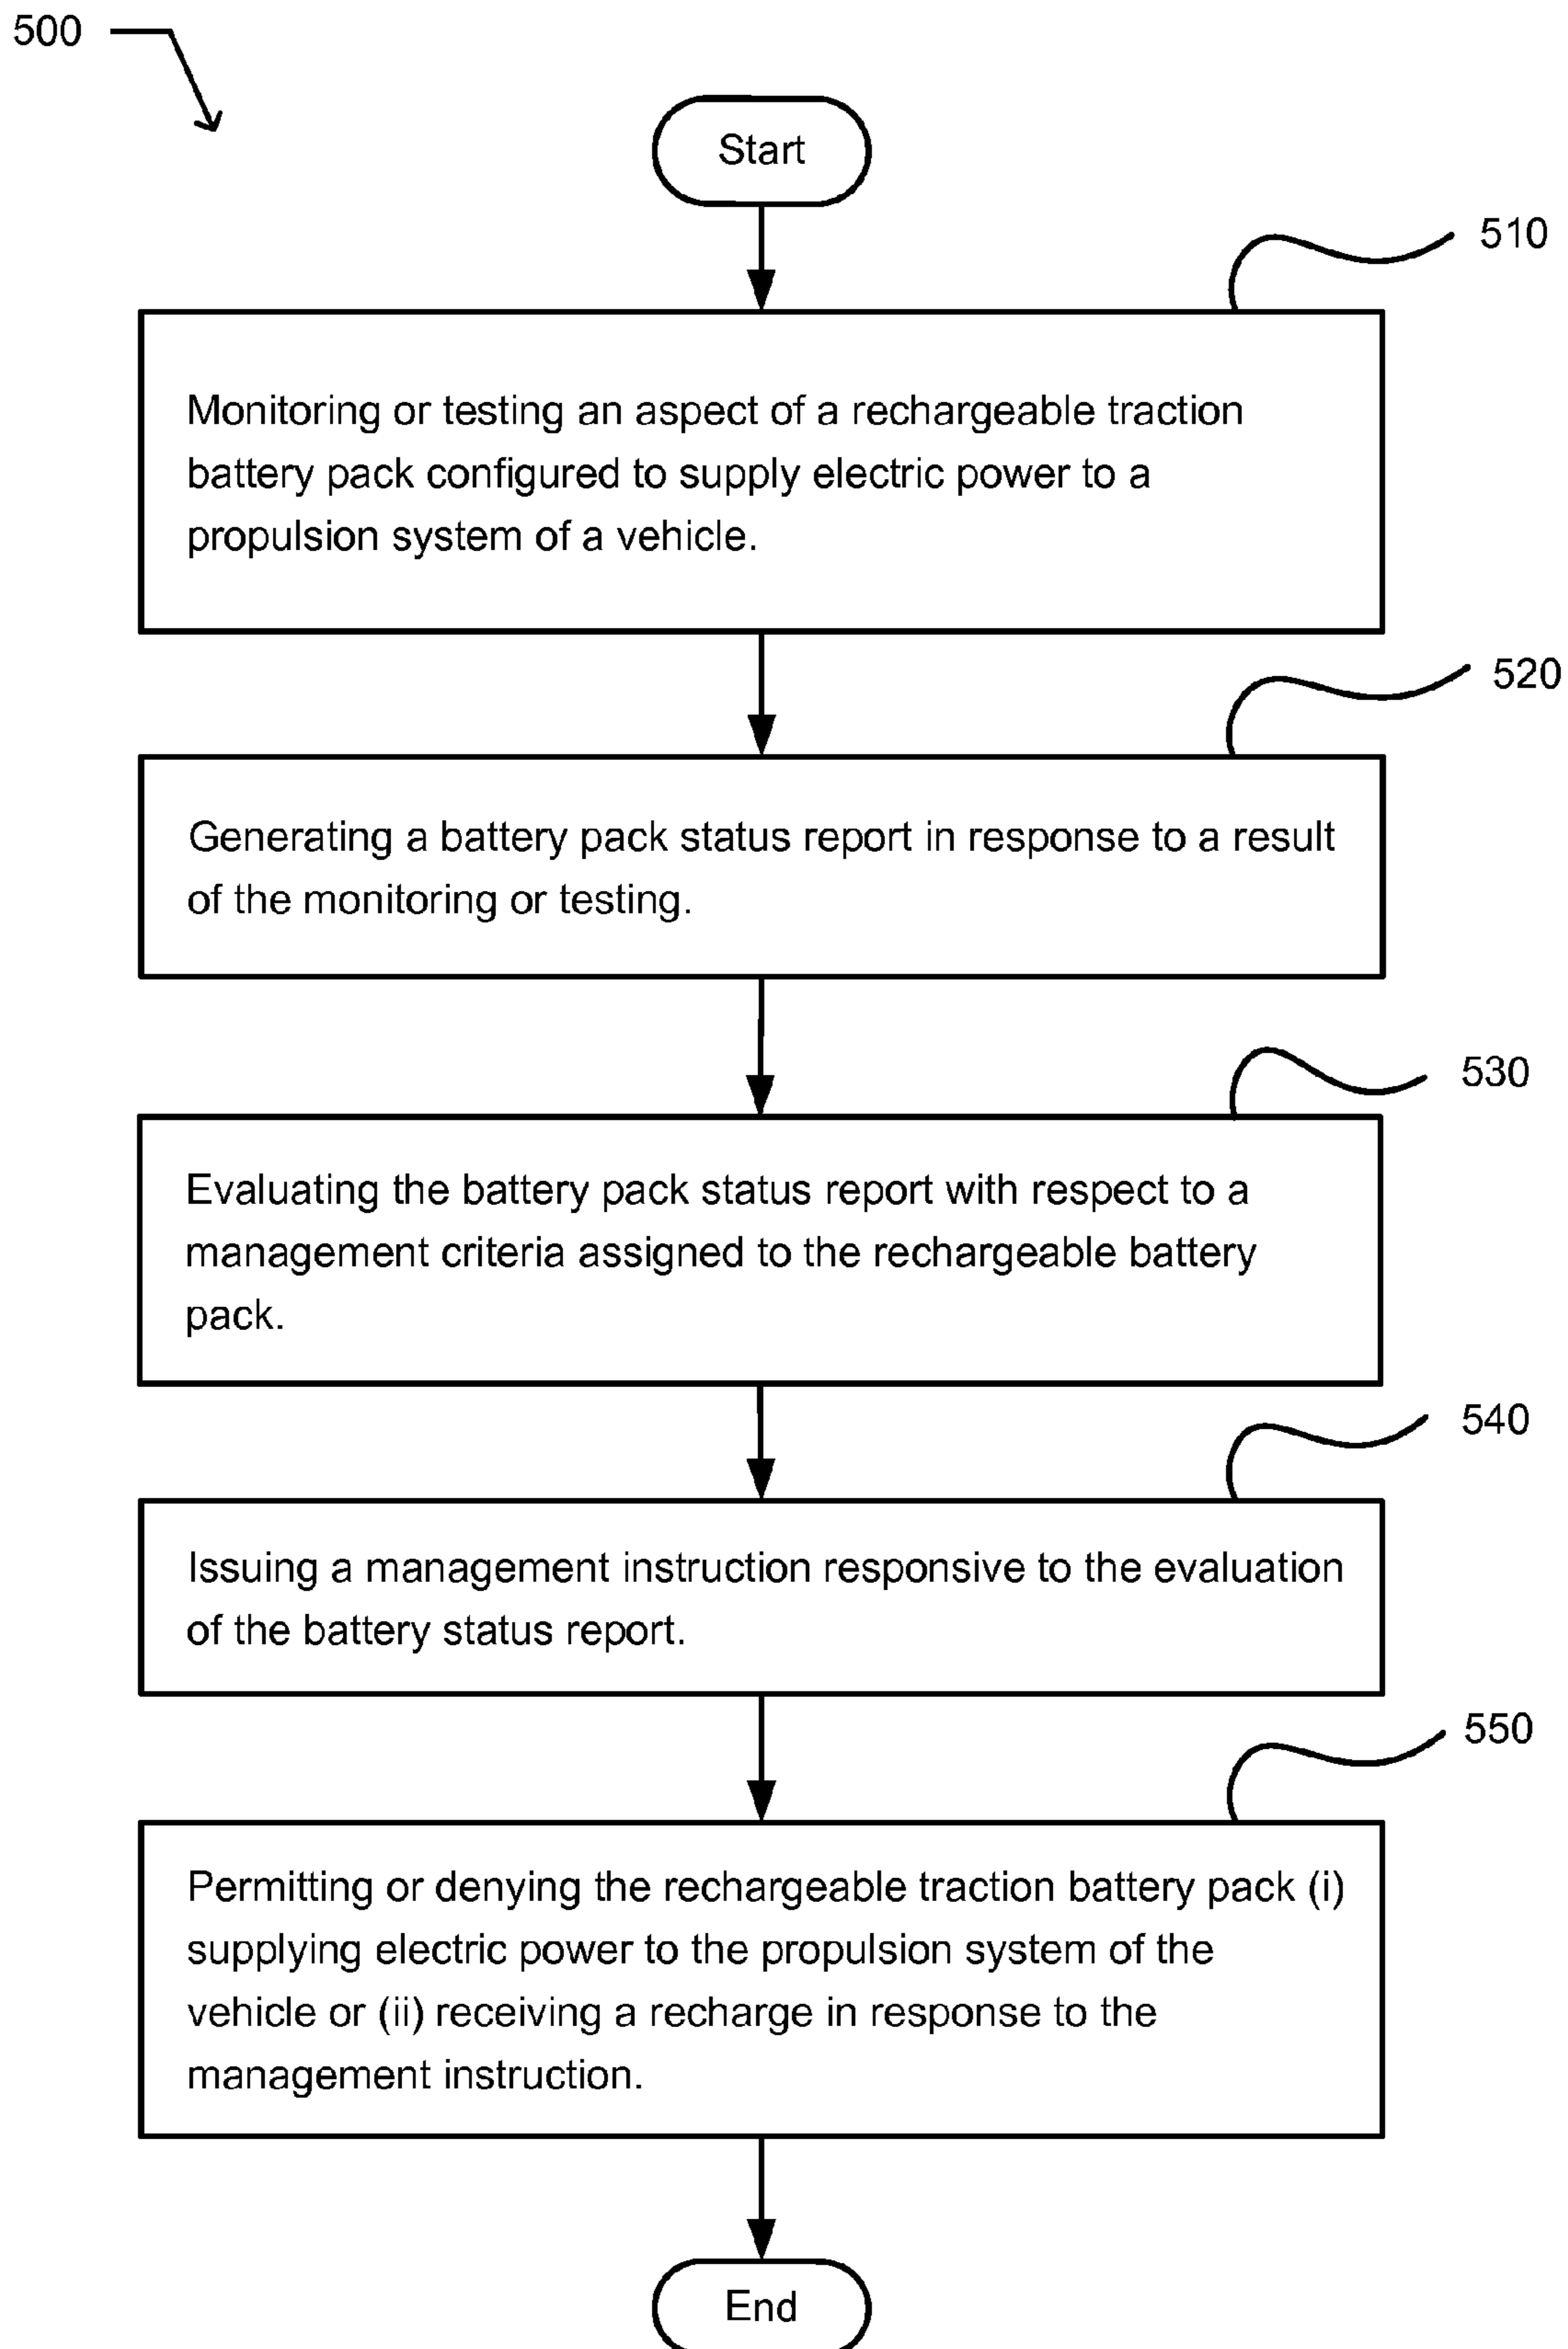 500
Start
510
Monitoring or testing an aspect of a rechargeable traction
battery pack configured to supply electric power to a
propulsion system of a vehicle.
520
Generating a battery pack status report in response to a result
of the monitoring or testing.
530
Evaluating the battery pack status report with respect to a
management criteria assigned to the rechargeable battery
pack.
540
Issuing a management instruction responsive to the evaluation
of the battery status report.
550
Permitting or denying the rechargeable traction battery pack (i)
supplying electric power to the propulsion system of the
vehicle or (ii) receiving a recharge in response to the
management instruction.
End